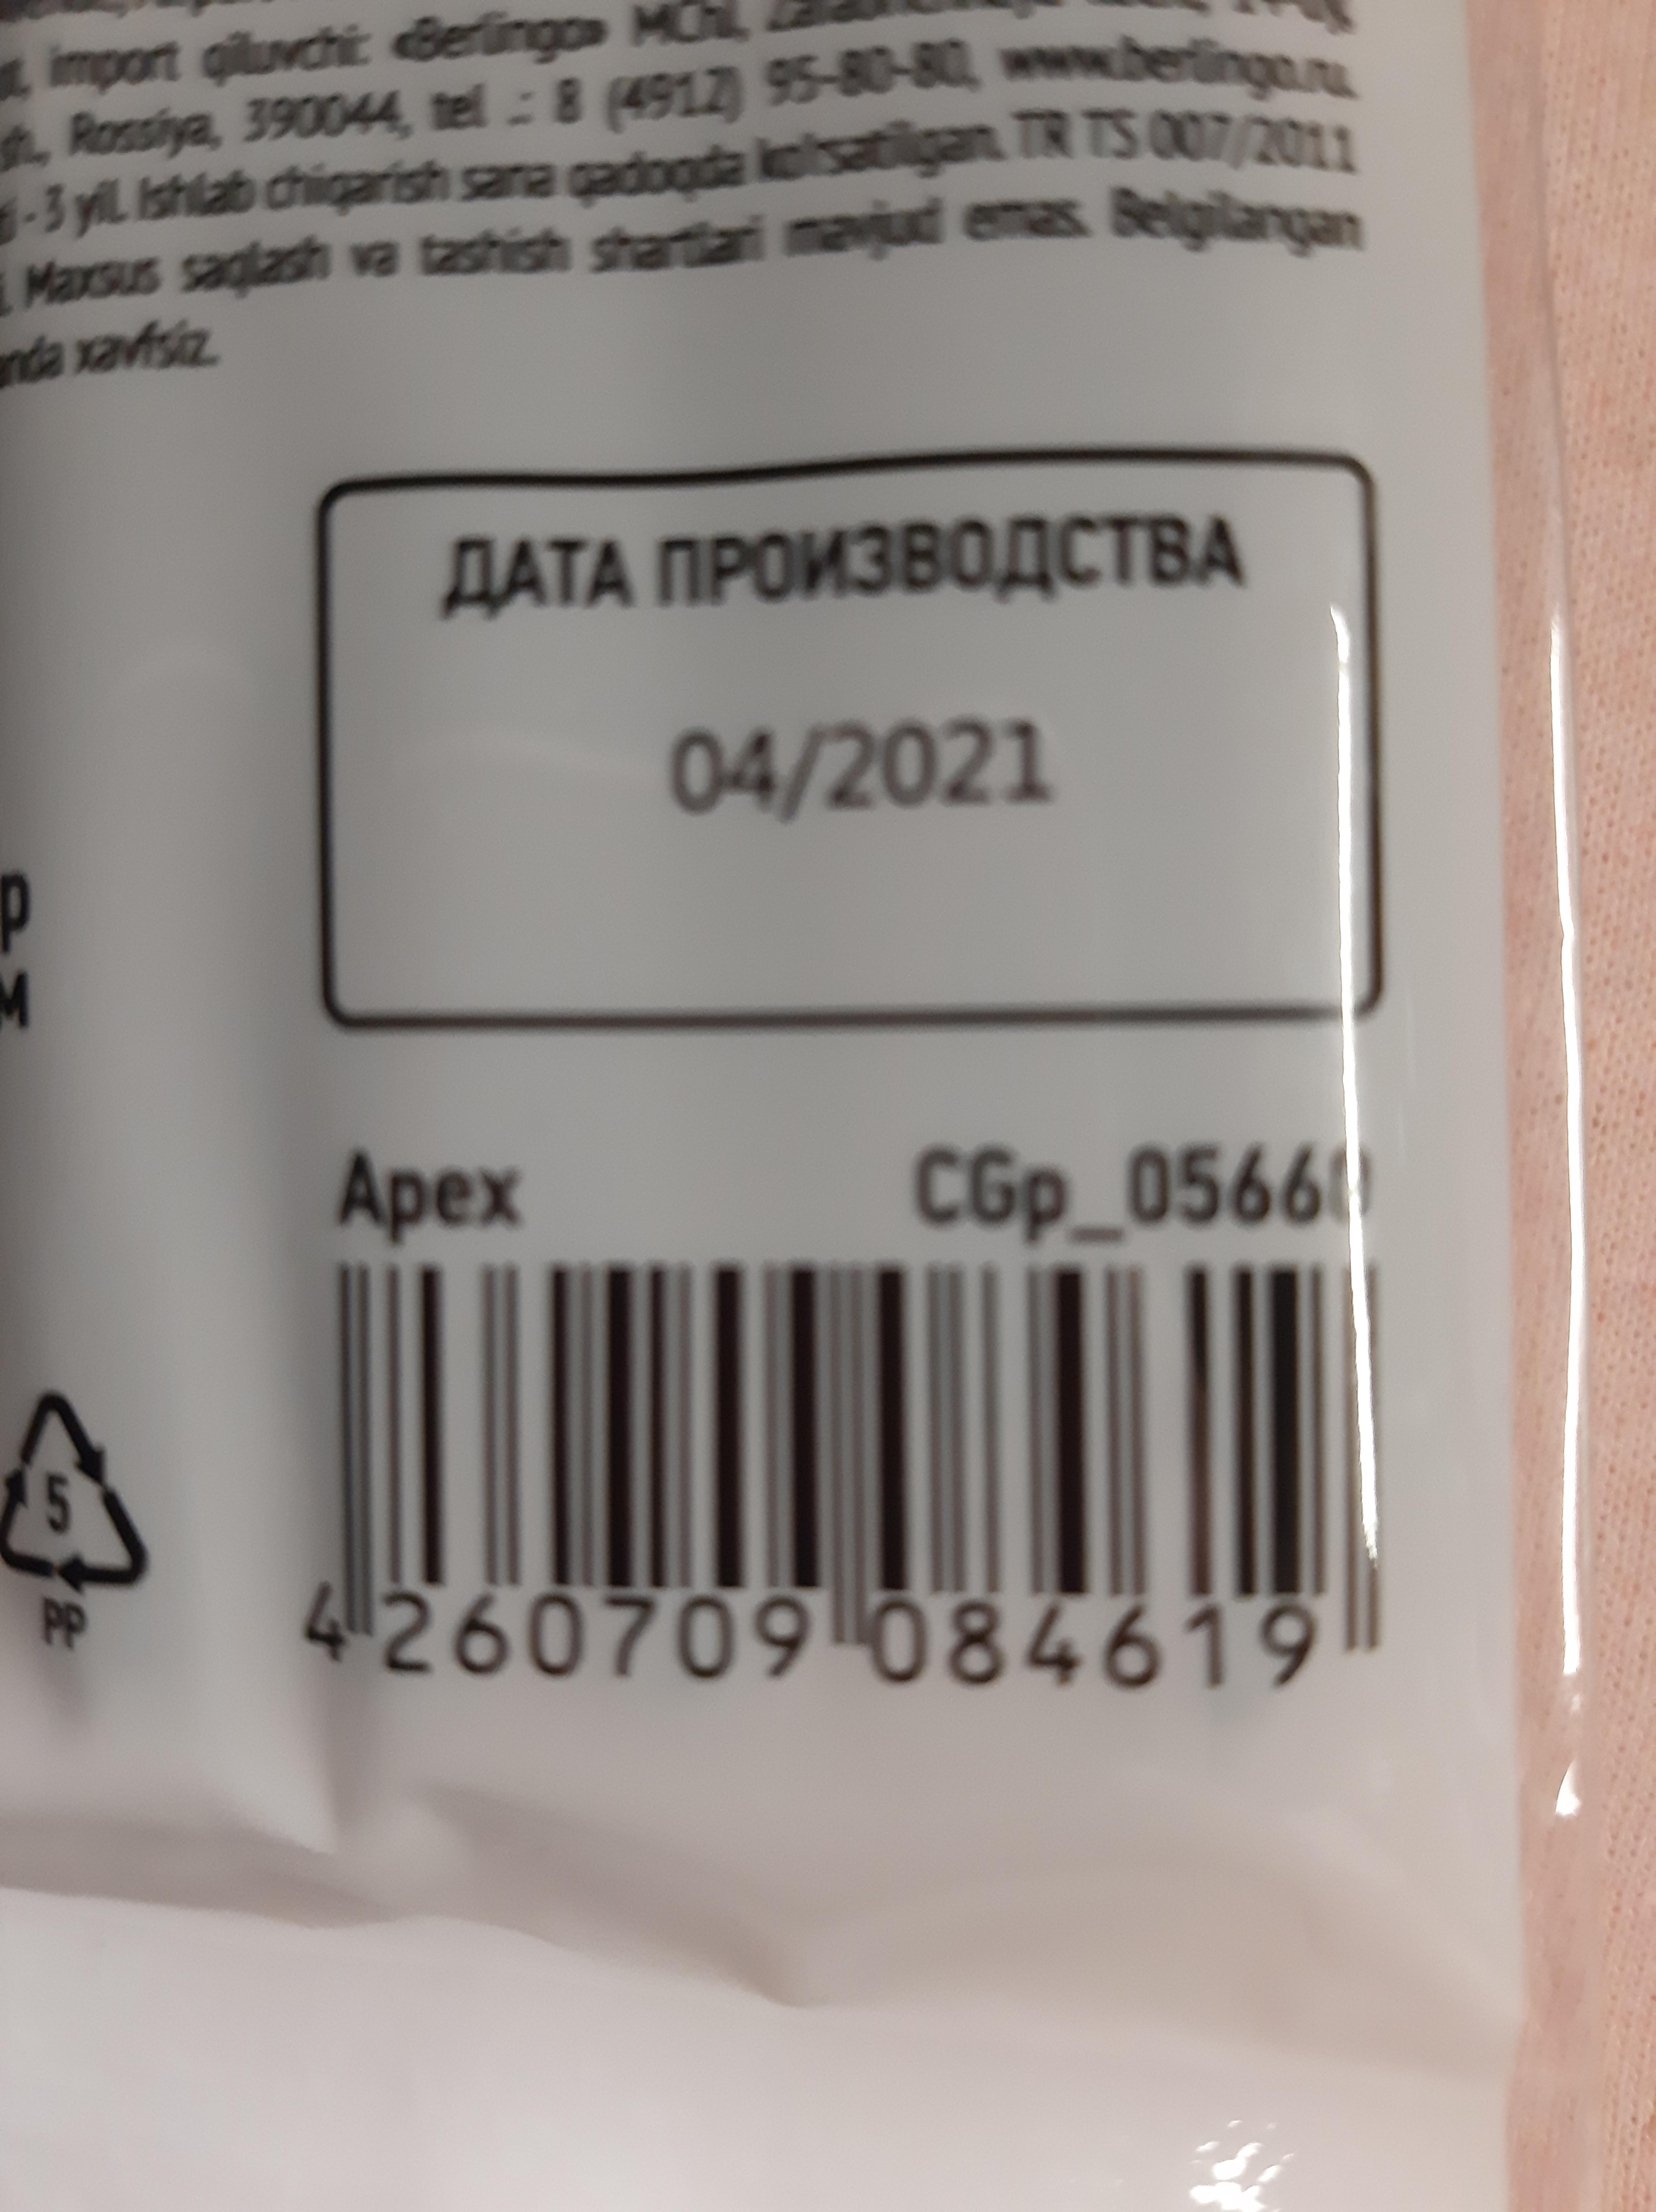 import qiluvchi: «Berlingo» MChJ,
Rossiya, 390044, tel .: 8 (4912) 95-80-80, www.berlingo.ru.
- 3 yil. Ishlab chiqarish sana qadoqda ko'rsatilgan. TR TS 007/2011
Maxsus saqlash va tashish shartlari mavjud emas. Belgilangan
xavfsiz.
ДАТА ПРОИЗВОДСТВА
04/2021
Apex CGp_05660
5
PP
4 260709 084619